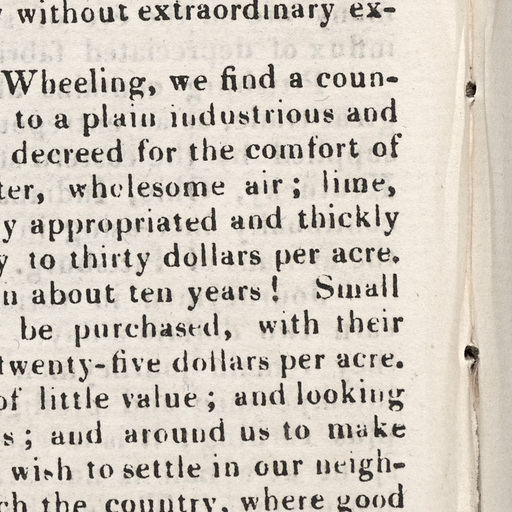 without extraordinary ex-
Wheeling, we find a coun-
to a plain industrious and
decreed for the comfort of
ter, wholesome air; lime,
y appropriated and thickly
y to thirty dollars per acre.
n about ten years! Small
be purchased, with their
twenty-five dollars per acre.
of little value; and looking
s; and around us to make
wish to settle in our neigh-
ch the country, where good